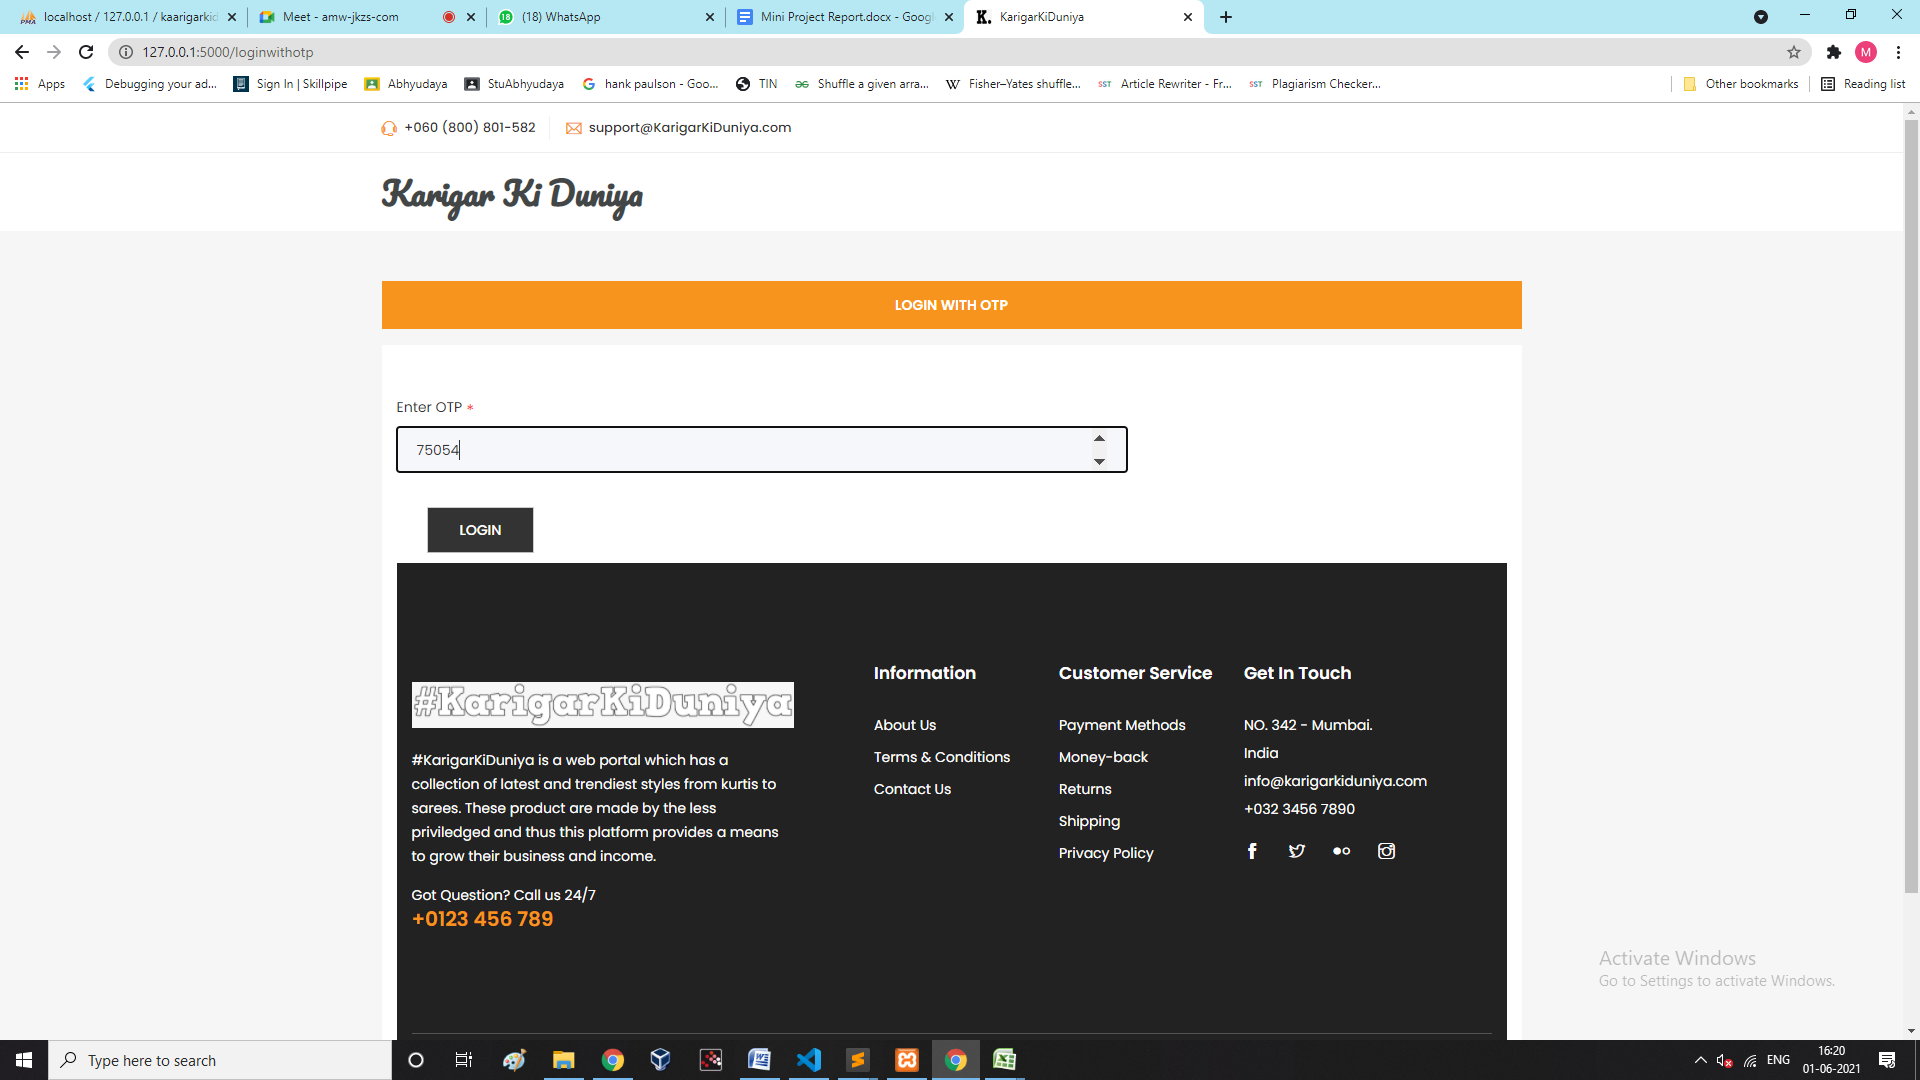 localhost / 127.0.0.1 / kaarigarkid
Meet - amw-jkzs-com
(18) WhatsApp
Mini Project Report.docx - Googl
K. KarigarKiDuniya
127.0.0.1:5000/loginwithotp
M
Apps
Debugging your ad...
Sign In | Skillpipe
Abhyudaya
StuAbhyudaya
hank paulson - Goo...
TIN
Shuffle a given arra...
W Fisher–Yates shuffle...
SST Article Rewriter - Fr...
SST Plagiarism Checker...
Other bookmarks
Reading list
+060 (800) 801-582
support@KarigarKiDuniya.com
Karigar Ki Duniya
LOGIN WITH OTP
Enter OTP *
75054
LOGIN
#KarigarKiDuniya
#KarigarKiDuniya is a web portal which has a
collection of latest and trendiest styles from kurtis to
sarees. These product are made by the less
priviledged and thus this platform provides a means
to grow their business and income.
Got Question? Call us 24/7
+0123 456 789
Information
About Us
Terms & Conditions
Contact Us
Customer Service
Payment Methods
Money-back
Returns
Shipping
Privacy Policy
Get In Touch
NO. 342 - Mumbai.
India
info@karigarkiduniya.com
+032 3456 7890
Activate Windows
Go to Settings to activate Windows.
Type here to search
ENG
16:20
01-06-2021